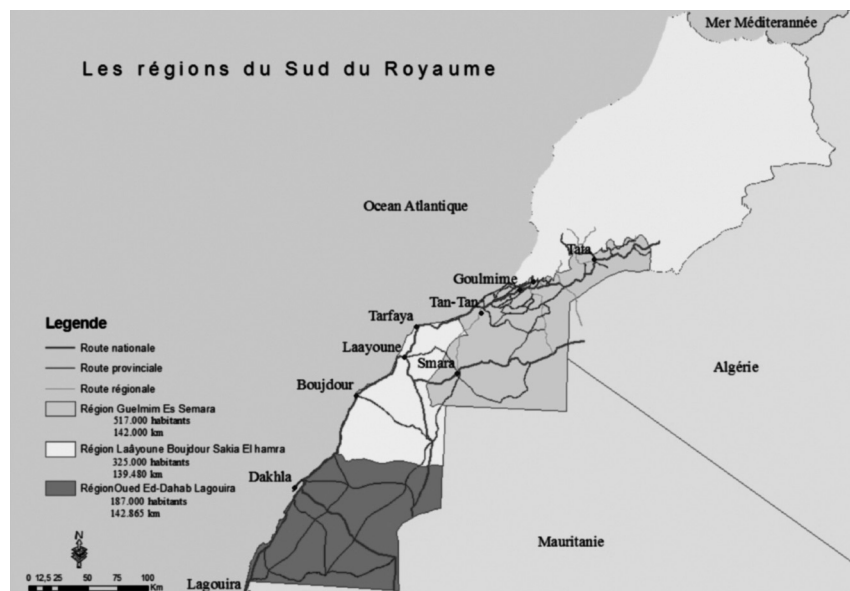 Mer Méditerannée
Les régions du Sud du Royaume
Ocean Atlantique
Tata
Goulmime
Tan-Tan
Tarfaya
Laayoune
Smara
Boujdour
Algérie
Dakhla
Mauritanie
Lagouira
Legende
Route nationale
Route provinciale
Route régionale
Région Guelmim Es Semara
517.000 habitants
142.000 km
Région Laâyoune Boujdour Sakia El hamra
325.000 habitants
139.480 km
RégionOued Ed-Dahab Lagouira
187.000 habitants
142.865 km
N
0 12,5 25 50 75 100
Km